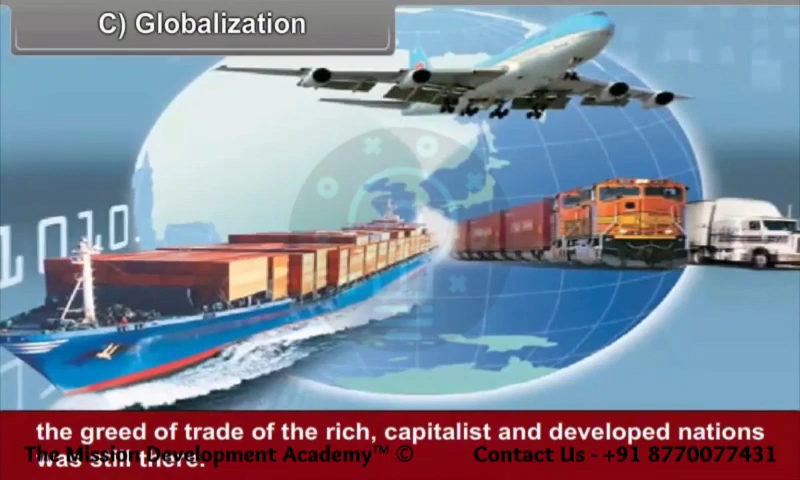 C) Globalization
1010.
the greed of trade of the rich, capitalist and developed nations
was still there.
The Mission Development Academy™ © Contact Us - +91 8770077431